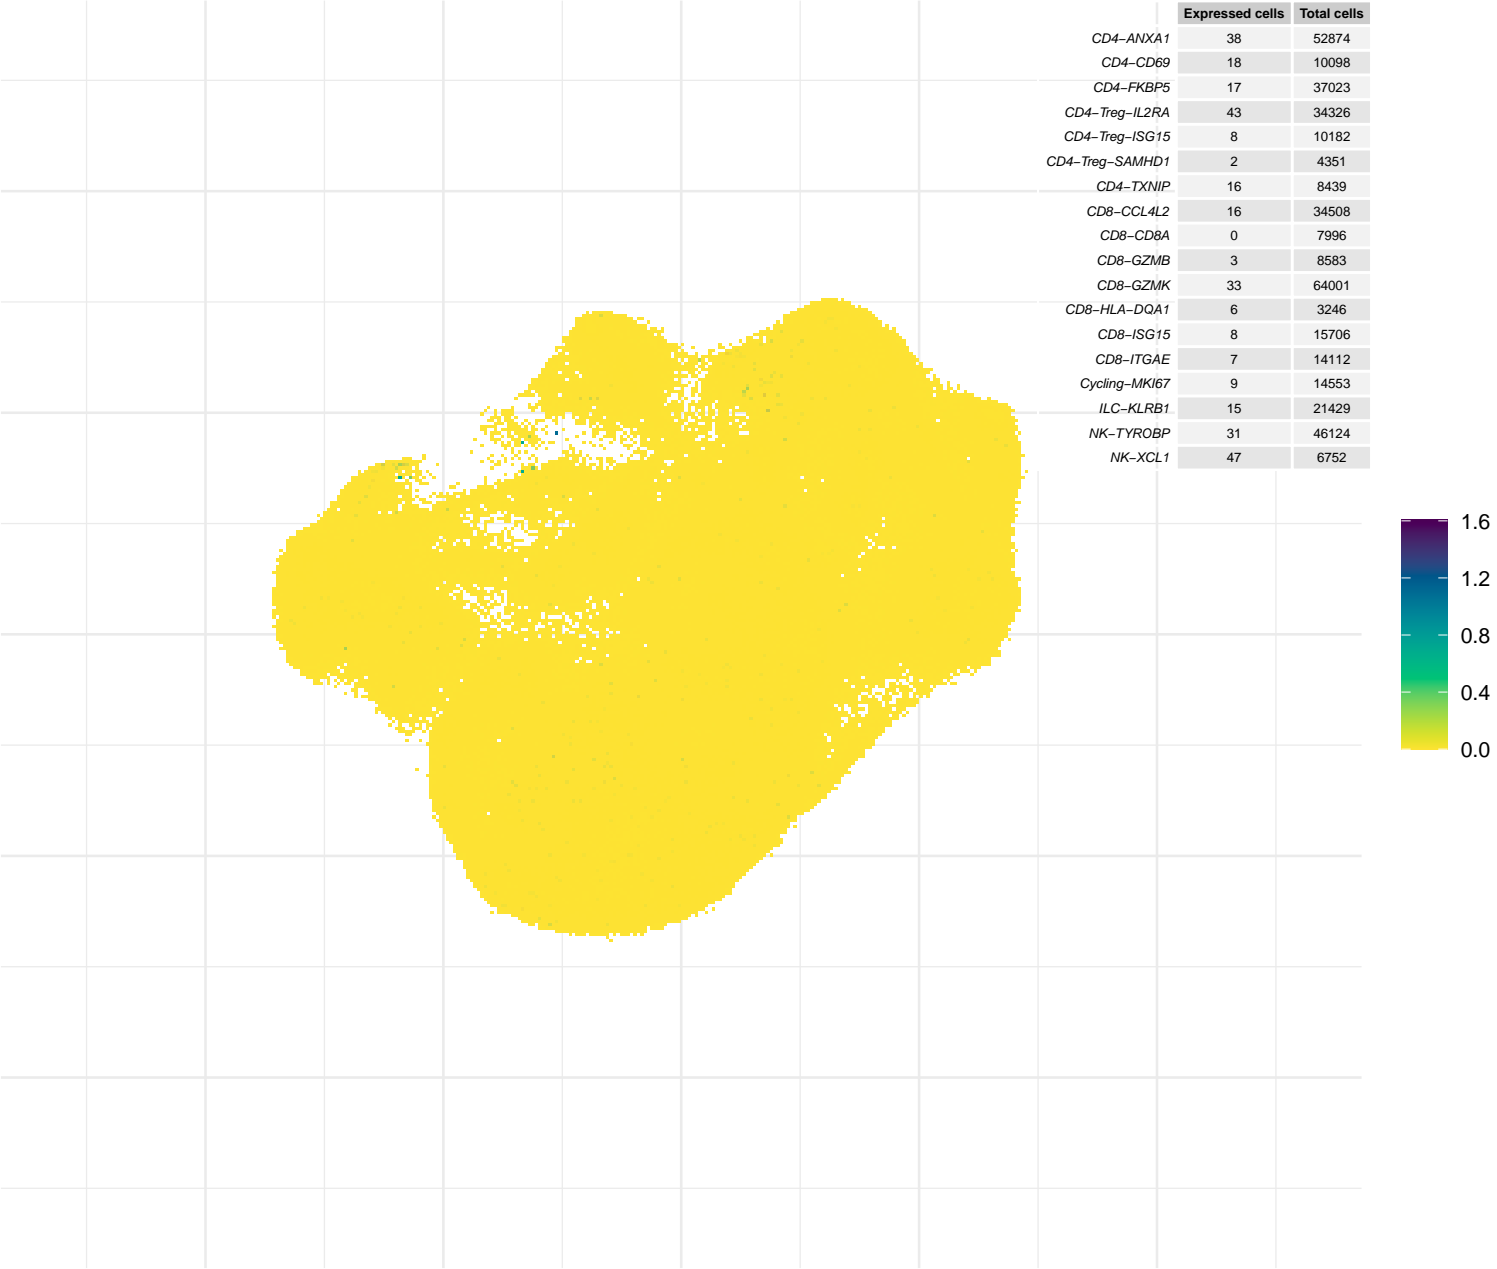 Expressed cells Total cells
CD4−ANXA1 38 52874
CD4−CD69 18 10098
CD4−FKBP5 17 37023
CD4−Treg−IL2RA 43 34326
CD4−Treg−ISG15 8 10182
CD4−Treg−SAMHD1 2 4351
CD4−TXNIP 16 8439
CD8−CCL4L2 16 34508
CD8−CD8A 0 7996
CD8−GZMB 3 8583
CD8−GZMK 33 64001
CD8−HLA−DQA1 6 3246
CD8−ISG15 8 15706
CD8−ITGAE 7 14112
Cycling−MKI67 9 14553
ILC−KLRB1 15 21429
NK−TYROBP 31 46124
NK−XCL1 47 6752
1.6
1.2
0.8
0.4
0.0